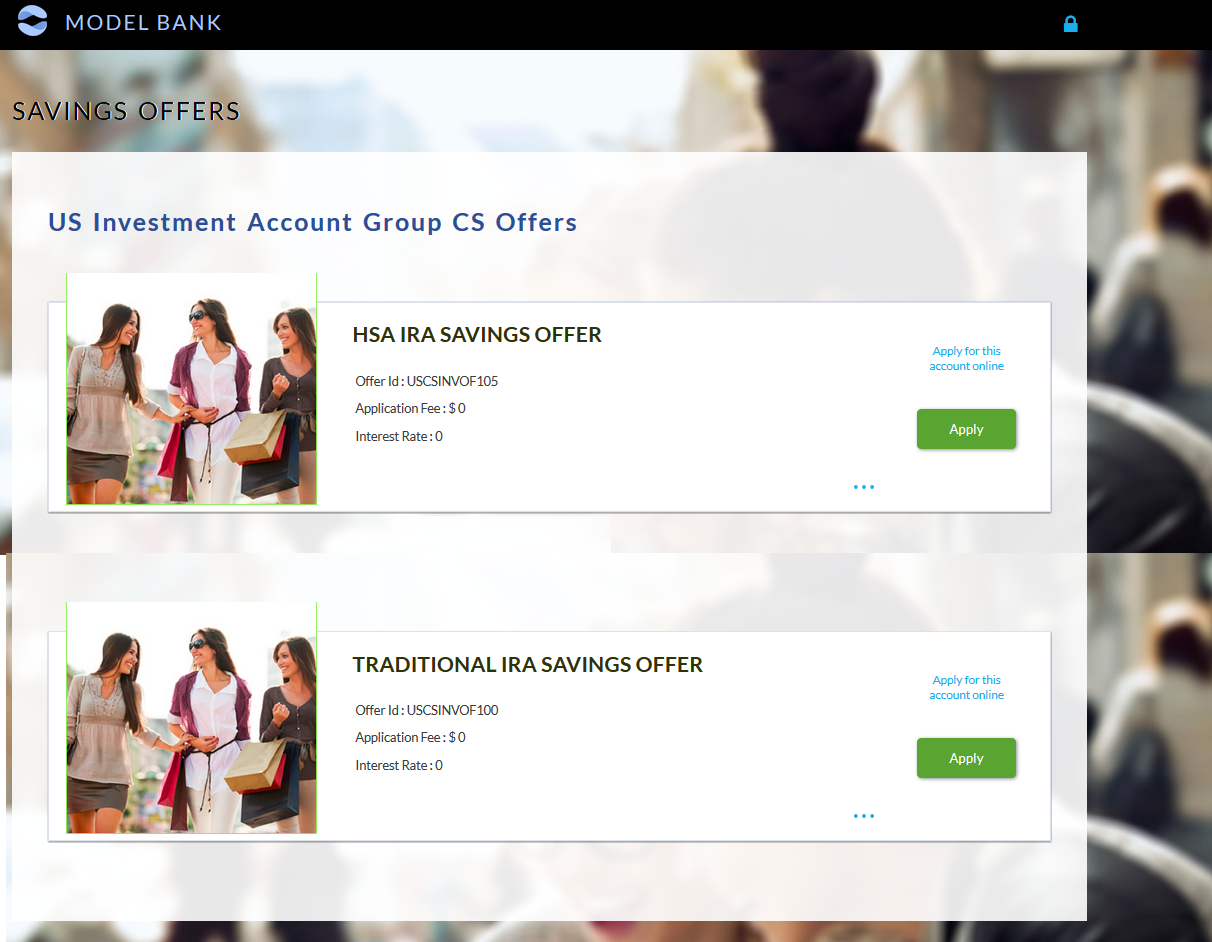 MODEL BANK
SAVINGS OFFERS
US Investment Account Group CS Offers
HSA IRA SAVINGS OFFER
Offer Id : USCSINVOF105
Application Fee : $ 0
Interest Rate : 0
Apply for this
account online
Apply
TRADITIONAL IRA SAVINGS OFFER
Offer Id : USCSINVOF100
Application Fee : $ 0
Interest Rate : 0
Apply for this
account online
Apply